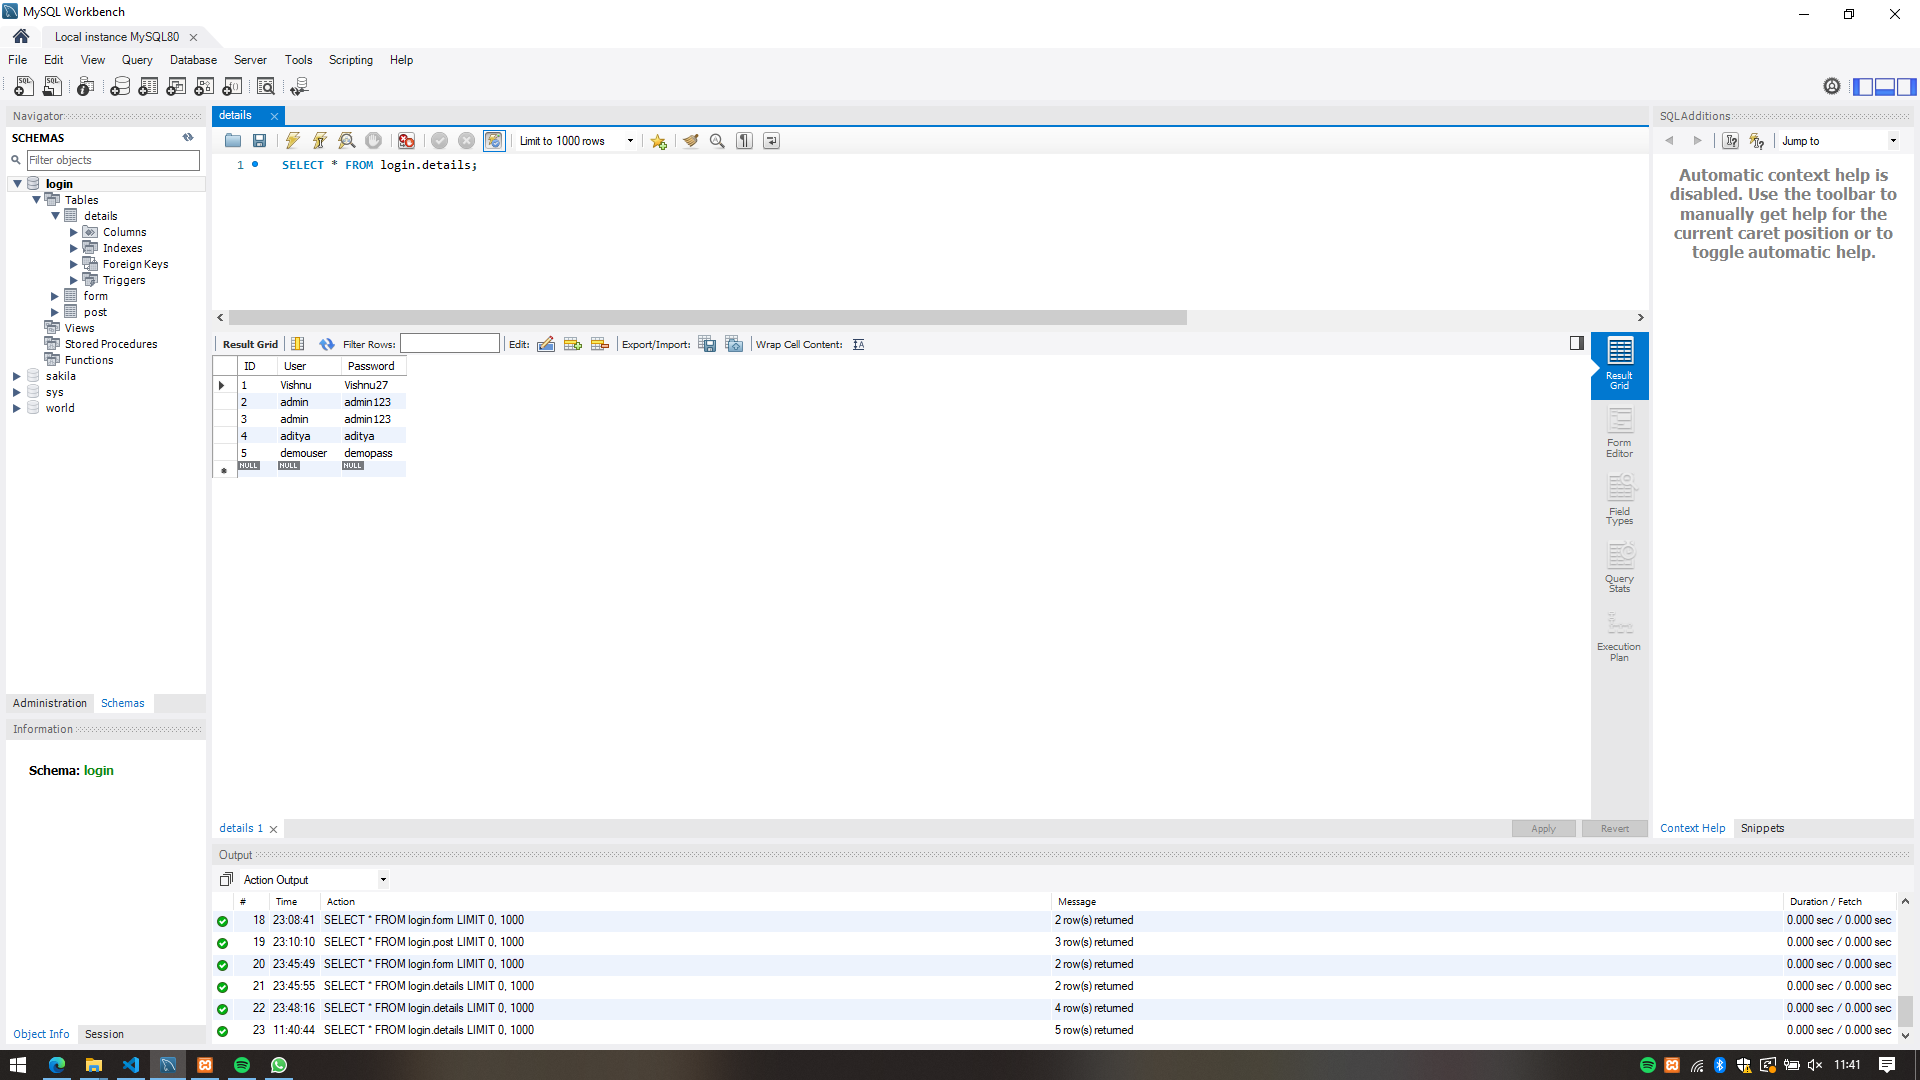 MySQL Workbench
Local instance MySQL80
File Edit View Query Database Server Tools Scripting Help
Navigator
SCHEMAS
Filter objects
login
Tables
details
Columns
Indexes
Foreign Keys
Triggers
form
post
Views
Stored Procedures
Functions
sakila
sys
world
Administration Schemas
Information
Schema: login
Object Info Session
details
Limit to 1000 rows
1 SELECT * FROM login.details;
Result Grid Filter Rows: Edit: Export/Import: Wrap Cell Content:
ID User Password
1 Vishnu Vishnu27
2 admin admin123
3 admin admin123
4 aditya aditya
5 demouser demopass
NULL NULL NULL
Result Grid
Form Editor
Field Types
Query Stats
Execution Plan
details 1
Apply Revert
SQLAdditions
Jump to
Automatic context help is
disabled. Use the toolbar to
manually get help for the
current caret position or to
toggle automatic help.
Context Help Snippets
Output
Action Output
# Time Action Message Duration / Fetch
18 23:08:41 SELECT * FROM login.form LIMIT 0, 1000 2 row(s) returned 0.000 sec / 0.000 sec
19 23:10:10 SELECT * FROM login.post LIMIT 0, 1000 3 row(s) returned 0.000 sec / 0.000 sec
20 23:45:49 SELECT * FROM login.form LIMIT 0, 1000 2 row(s) returned 0.000 sec / 0.000 sec
21 23:45:55 SELECT * FROM login.details LIMIT 0, 1000 2 row(s) returned 0.000 sec / 0.000 sec
22 23:48:16 SELECT * FROM login.details LIMIT 0, 1000 4 row(s) returned 0.000 sec / 0.000 sec
23 11:40:44 SELECT * FROM login.details LIMIT 0, 1000 5 row(s) returned 0.000 sec / 0.000 sec
11:41